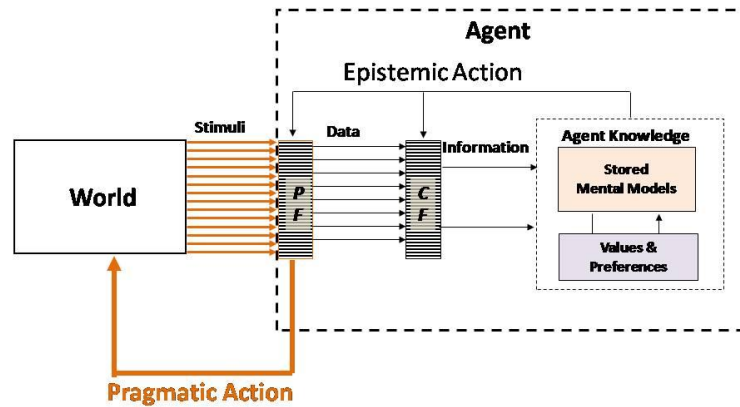 Agent
Epistemic Action
Stimuli
Data
Information
Agent Knowledge
World
P
F
C
F
Stored
Mental Models
Values &
Preferences
Pragmatic Action